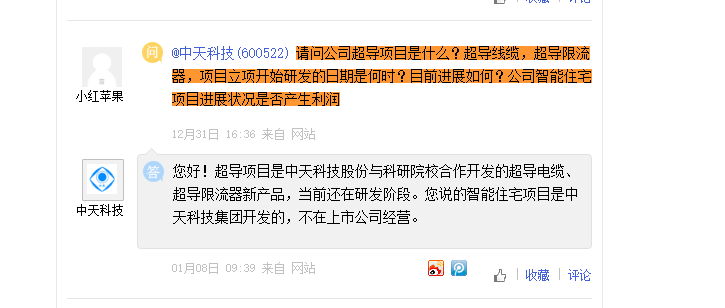 收藏 评论
问
@中天科技(600522) 请问公司超导项目是什么？超导线缆，超导限流
器，项目立项开始研发的日期是何时？目前进展如何？公司智能住宅
项目进展状况是否产生利润
小红苹果
12月31日 16:36 来自 网站
答
您好！超导项目是中天科技股份与科研院校合作开发的超导电缆、
超导限流器新产品，当前还在研发阶段。您说的智能住宅项目是中
天科技集团开发的，不在上市公司经营。
中天科技
01月08日 09:39 来自 网站
收藏 评论